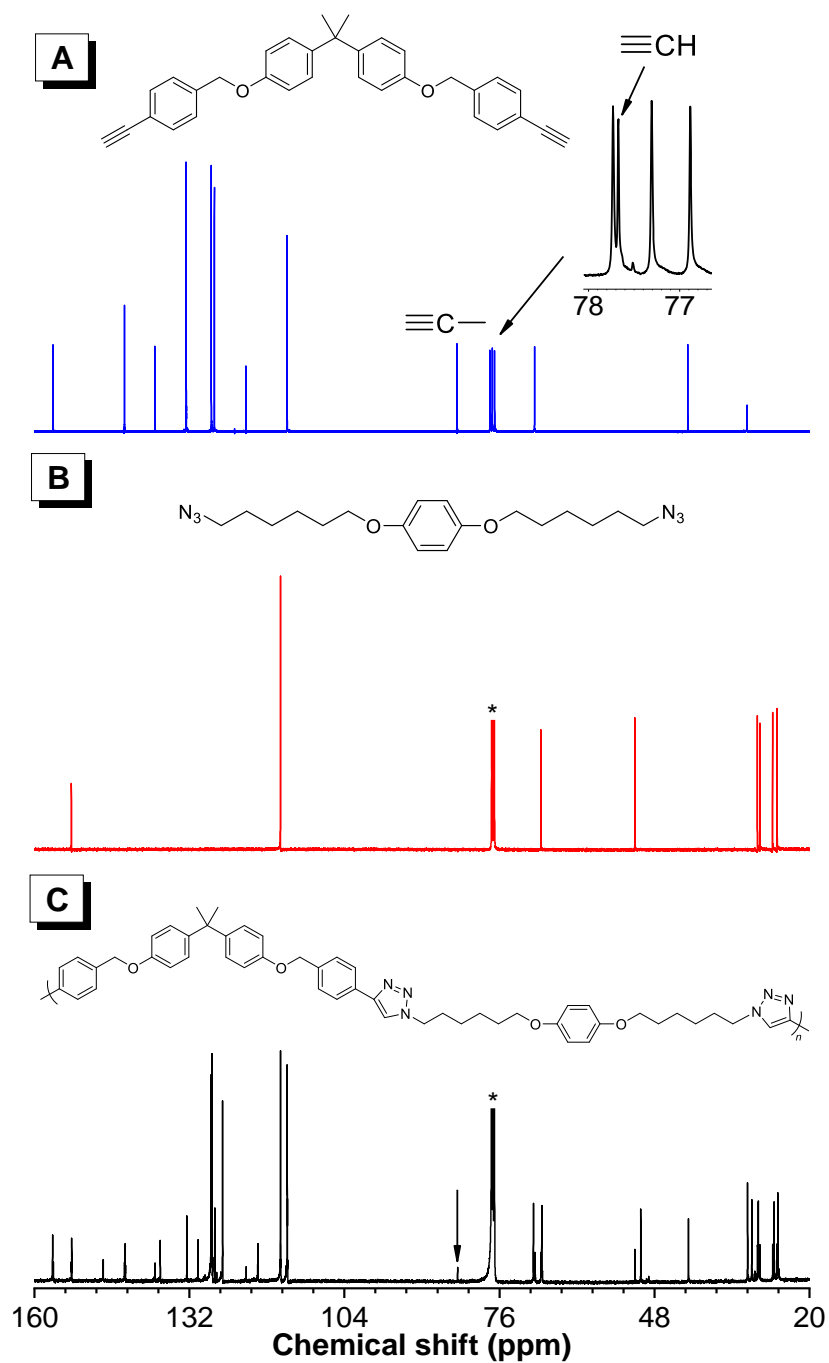 A
≡CH
O
O
78 77
≡C—
B
N3
O
O
N3
*
C
O
O
N
N
N
O
O
N
N
N
n
*
160 132 104 76 48 20
Chemical shift (ppm)